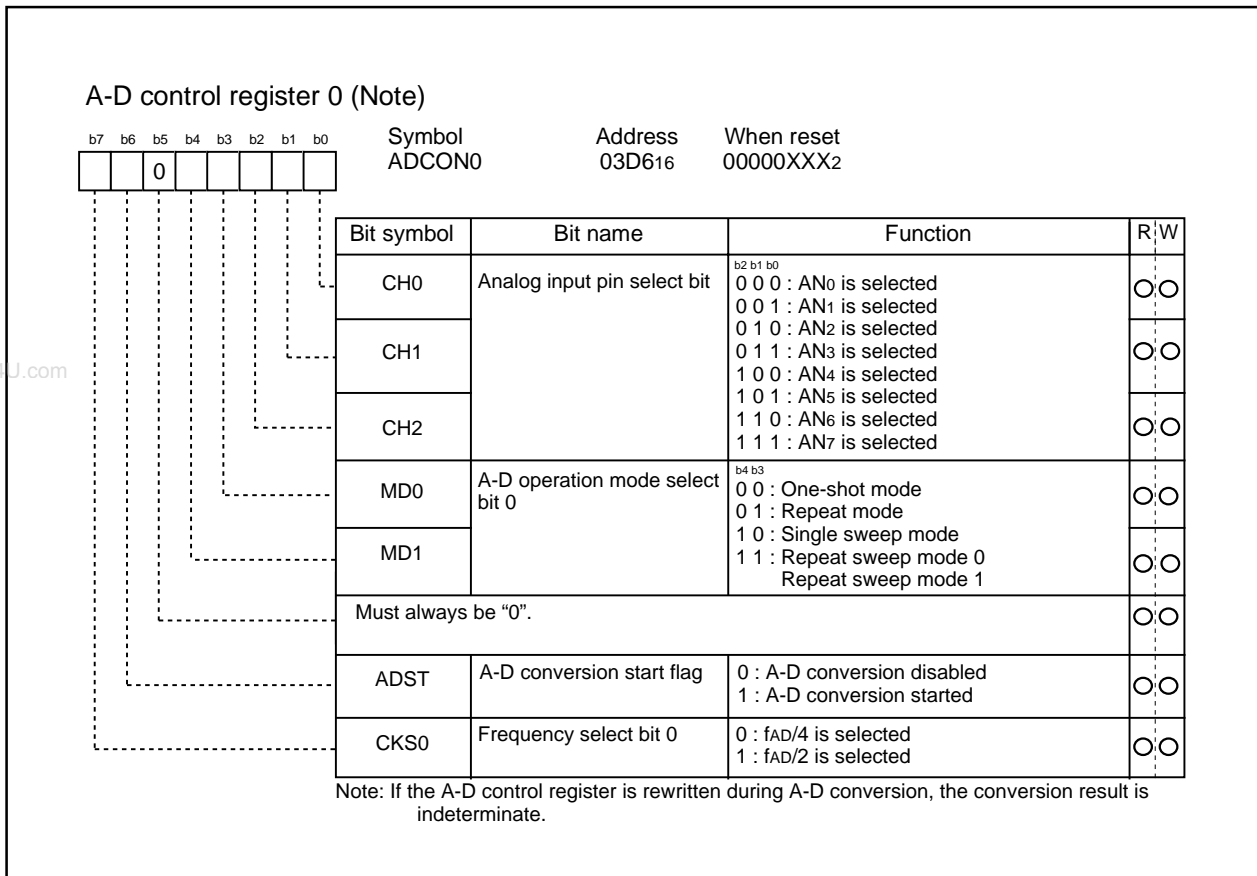 A-D control register 0 (Note)
b7 b6 b5 b4 b3 b2 b1 b0
0
Symbol Address When reset
ADCON0 03D616 00000XXX2
Bit symbol Bit name Function R W
CH0 Analog input pin select bit
b2 b1 b0
0 0 0 : AN0 is selected
0 0 1 : AN1 is selected
0 1 0 : AN2 is selected
CH1
0 1 1 : AN3 is selected
1 0 0 : AN4 is selected
1 0 1 : AN5 is selected
CH2
1 1 0 : AN6 is selected
1 1 1 : AN7 is selected
MD0 A-D operation mode select
bit 0
b4 b3
0 0 : One-shot mode
0 1 : Repeat mode
1 0 : Single sweep mode
MD1
1 1 : Repeat sweep mode 0
Repeat sweep mode 1
Must always be “0”.
ADST A-D conversion start flag
0 : A-D conversion disabled
1 : A-D conversion started
CKS0 Frequency select bit 0
0 : fAD/4 is selected
1 : fAD/2 is selected
Note: If the A-D control register is rewritten during A-D conversion, the conversion result is
indeterminate.
U.com